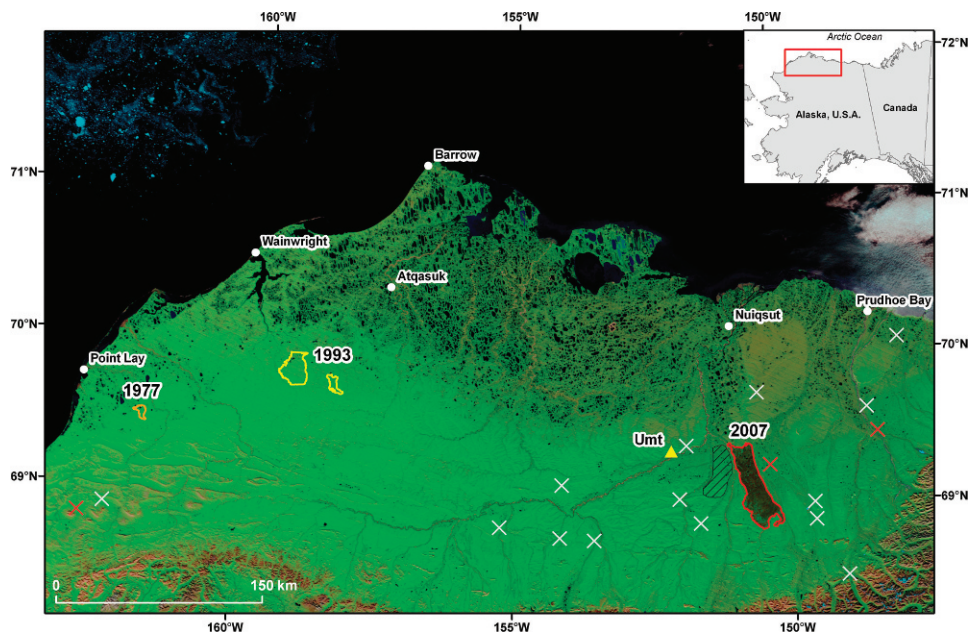 160°W
155°W
150°W
Arctic Ocean
72°N
Alaska, U.S.A.
Canada
Barrow
71°N
71°N
Wainwright
Atqasuk
Prudhoe Bay
Nuiqsut
70°N
70°N
Point Lay
1993
1977
Umt
2007
69°N
69°N
0
150 km
160°W
155°W
150°W